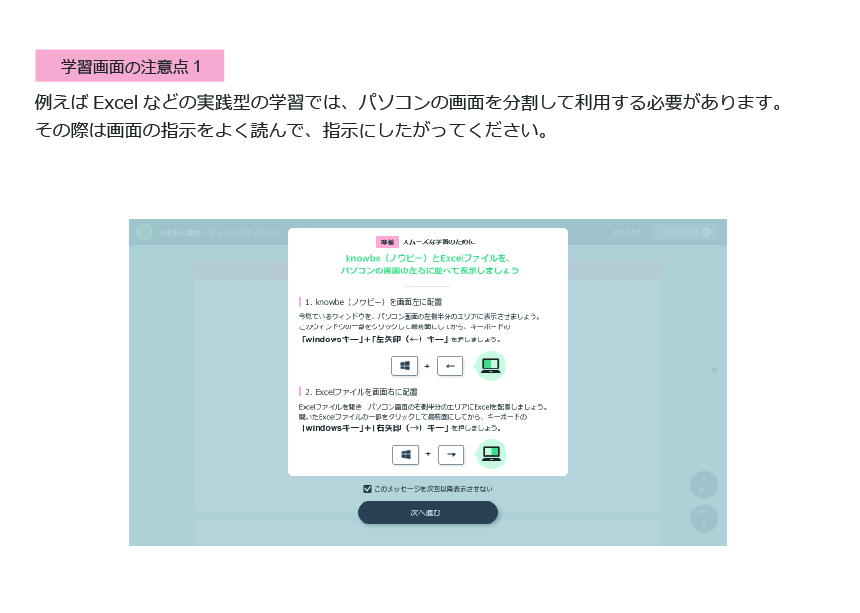 学習画面の注意点 1
例えば Excel などの実践型の学習では、パソコンの画面を分割して利用する必要があります。
その際は画面の指示をよく読んで、指示にしたがってください。
準備 スムーズな学習のために
knowbe（ノウビー）とExcelファイルを、
パソコンの画面の左右に並べて表示しましょう
1. knowbe（ノウビー）を画面左に配置
今見ているウィンドウを、パソコン画面の左側半分のエリアに表示させましょう。
このウィンドウの一部をクリックして最前面にしてから、キーボードの
「windowsキー」+「左矢印（←）キー」を押しましょう。
+ ←
2. Excelファイルを画面右に配置
Excelファイルを開き、パソコン画面の右側半分のエリアにExcelを配置しましょう。
開いたExcelファイルの一部をクリックして最前面にしてから、キーボードの
「windowsキー」+「右矢印（→）キー」を押しましょう。
+ →
このメッセージを次回以降表示させない
次へ進む